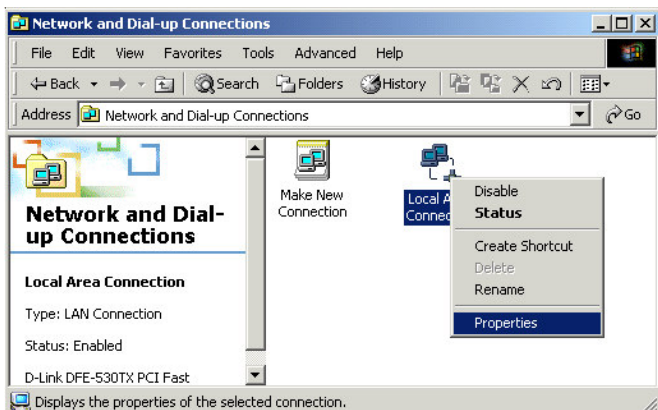 Network and Dial-up Connections
File Edit View Favorites Tools Advanced Help
Back Search Folders History
Address Network and Dial-up Connections Go
Make New
Connection
Local A
Connec
Disable
Status
Create Shortcut
Delete
Rename
Properties
Network and Dial-
up Connections
Local Area Connection
Type: LAN Connection
Status: Enabled
D-Link DFE-530TX PCI Fast
Displays the properties of the selected connection.